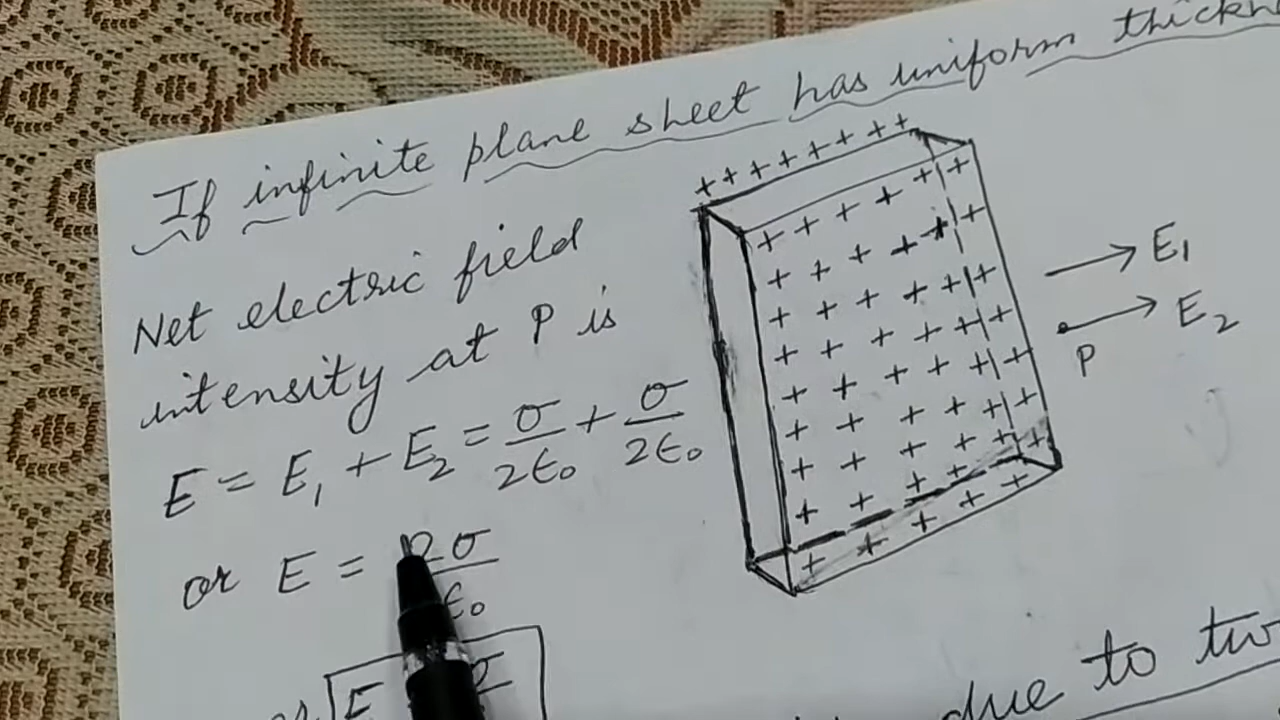 If infinite plane sheet has uniform
Net electric field
intensity at P is
E = E₁ + E₂ = σ/2ϵ₀ + σ/2ϵ₀
or E = 2σ/ ϵ₀
E
E₁
E₂
P
due to